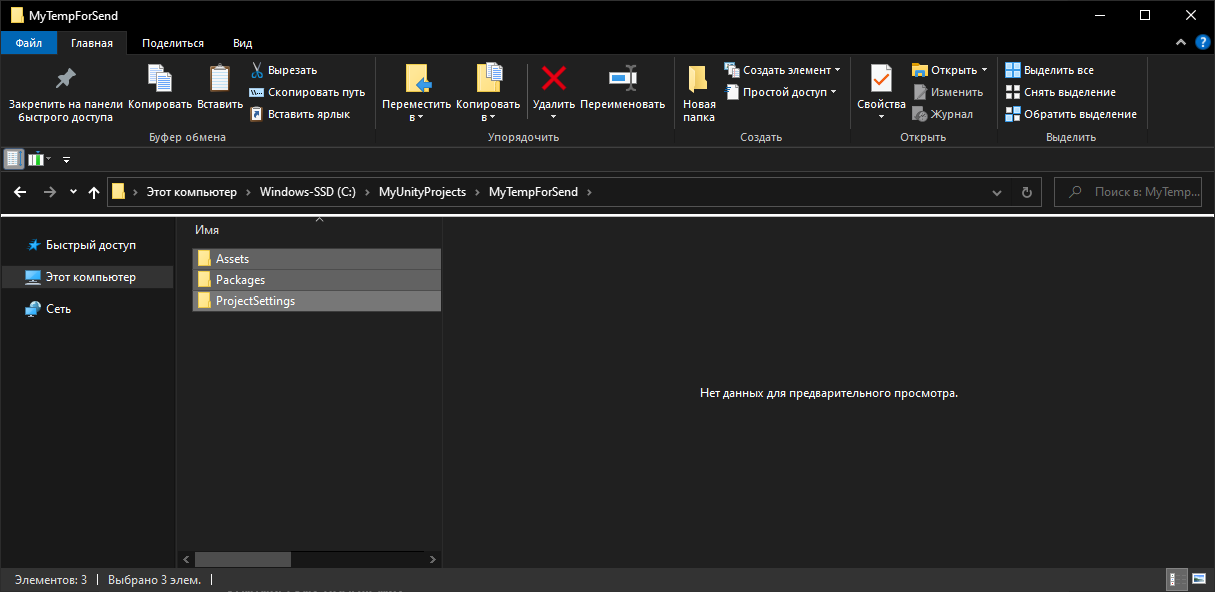 MyTempForSend
Файл Главная Поделиться Вид
Закрепить на панели быстрого доступа
Копировать
Вставить
Вырезать
Скопировать путь
Вставить ярлык
Буфер обмена
Переместить в
Копировать в
Удалить
Переименовать
Упорядочить
Новая папка
Создать элемент
Простой доступ
Создать
Свойства
Открыть
Изменить
Журнал
Открыть
Выделить все
Снять выделение
Обратить выделение
Выделить
Этот компьютер › Windows-SSD (C:) › MyUnityProjects › MyTempForSend ›
Поиск в: MyTemp...
Быстрый доступ
Этот компьютер
Сеть
Имя
Assets
Packages
ProjectSettings
Нет данных для предварительного просмотра.
Элементов: 3 | Выбрано 3 элем. |